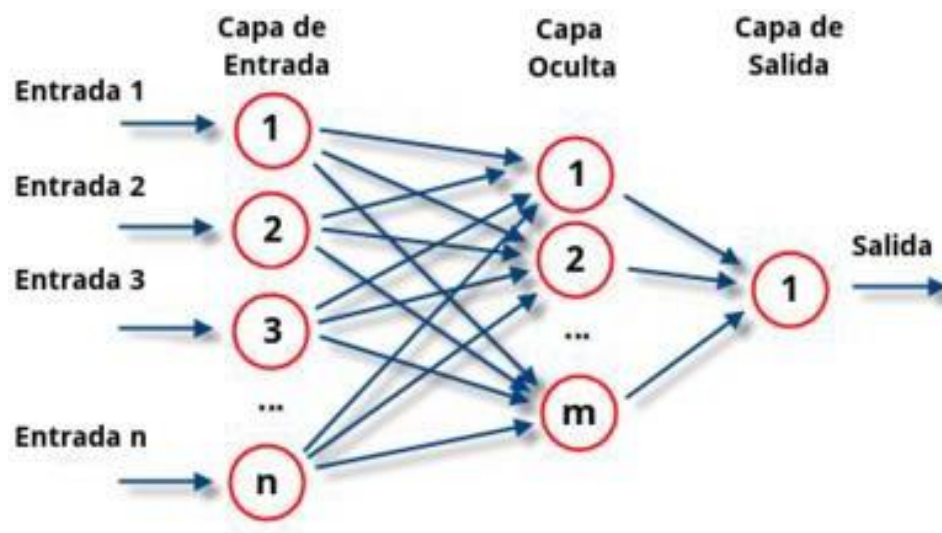 Capa de
Entrada
Capa
Oculta
Capa de
Salida
Entrada 1
1
Entrada 2
2
Entrada 3
3
...
Entrada n
n
1
2
...
m
1
Salida